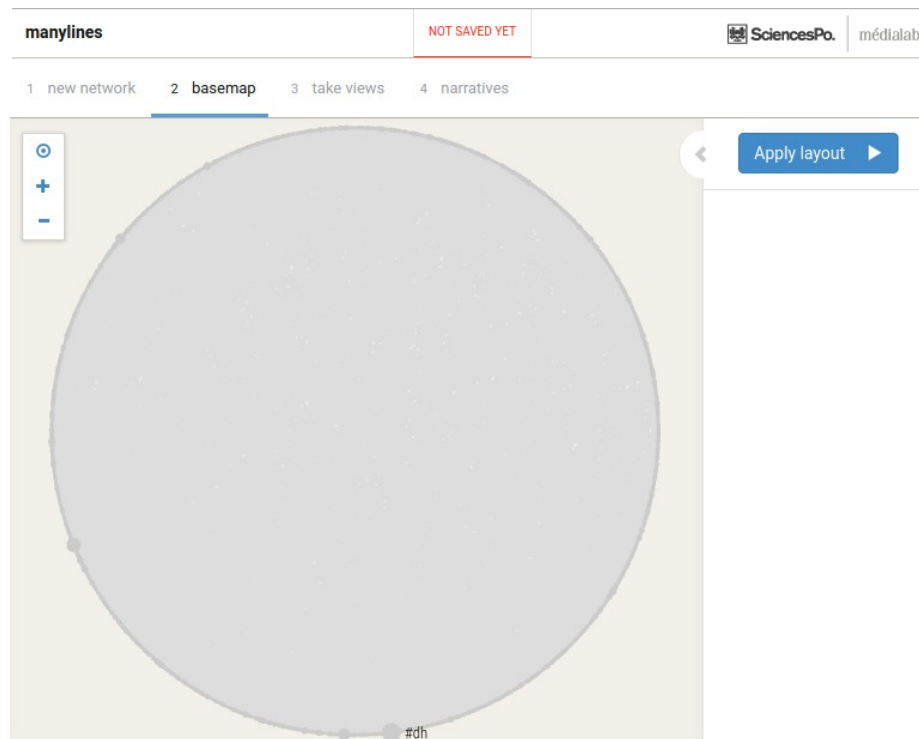 manylines
NOT SAVED YET
SciencesPo.
médialab
1 new network
2 basemap
3 take views
4 narratives
Apply layout
#dh